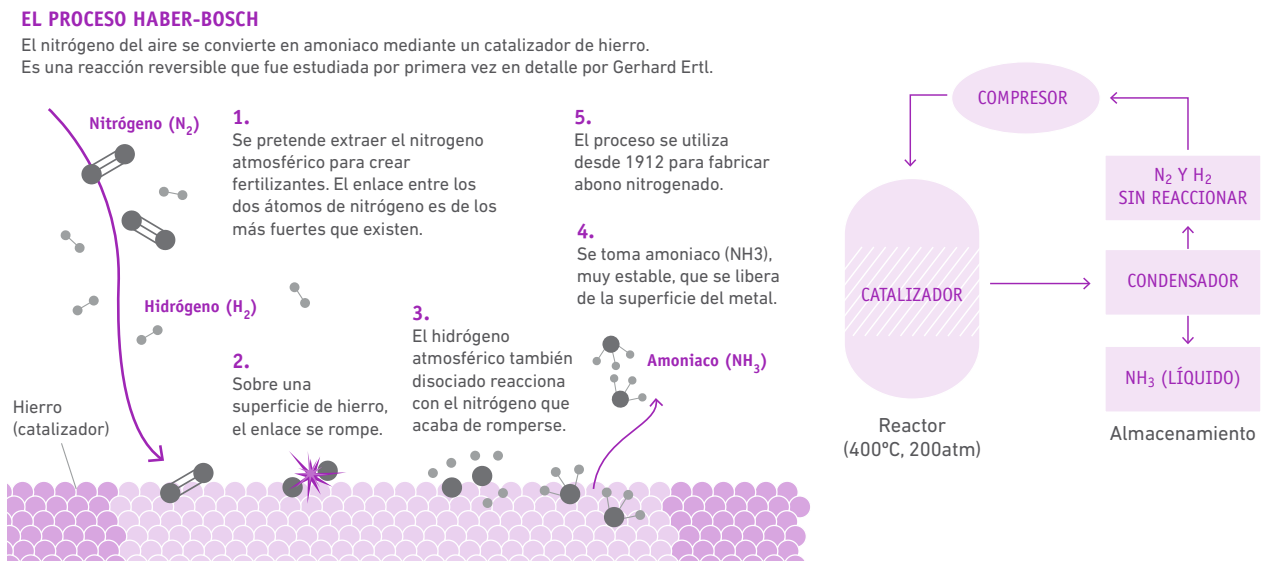 EL PROCESO HABER-BOSCH
El nitrógeno del aire se convierte en amoniaco mediante un catalizador de hierro.
Es una reacción reversible que fue estudiada por primera vez en detalle por Gerhard Ertl.
Nitrógeno (N₂)
1.
Se pretende extraer el nitrogeno
atmosférico para crear
fertilizantes. El enlace entre los
dos átomos de nitrógeno es de los
más fuertes que existen.
Hidrógeno (H₂)
2.
Sobre una
superficie de hierro,
el enlace se rompe.
3.
El hidrógeno
atmosférico también
disociado reacciona
con el nitrógeno que
acaba de romperse.
5.
El proceso se utiliza
desde 1912 para fabricar
abono nitrogenado.
4.
Se toma amoniaco (NH3),
muy estable, que se libera
de la superficie del metal.
Amoniaco (NH₃)
Hierro
(catalizador)
COMPRESOR
N₂ Y H₂
SIN REACCIONAR
CATALIZADOR
CONDENSADOR
NH₃ (LÍQUIDO)
Reactor
(400ºC, 200atm)
Almacenamiento